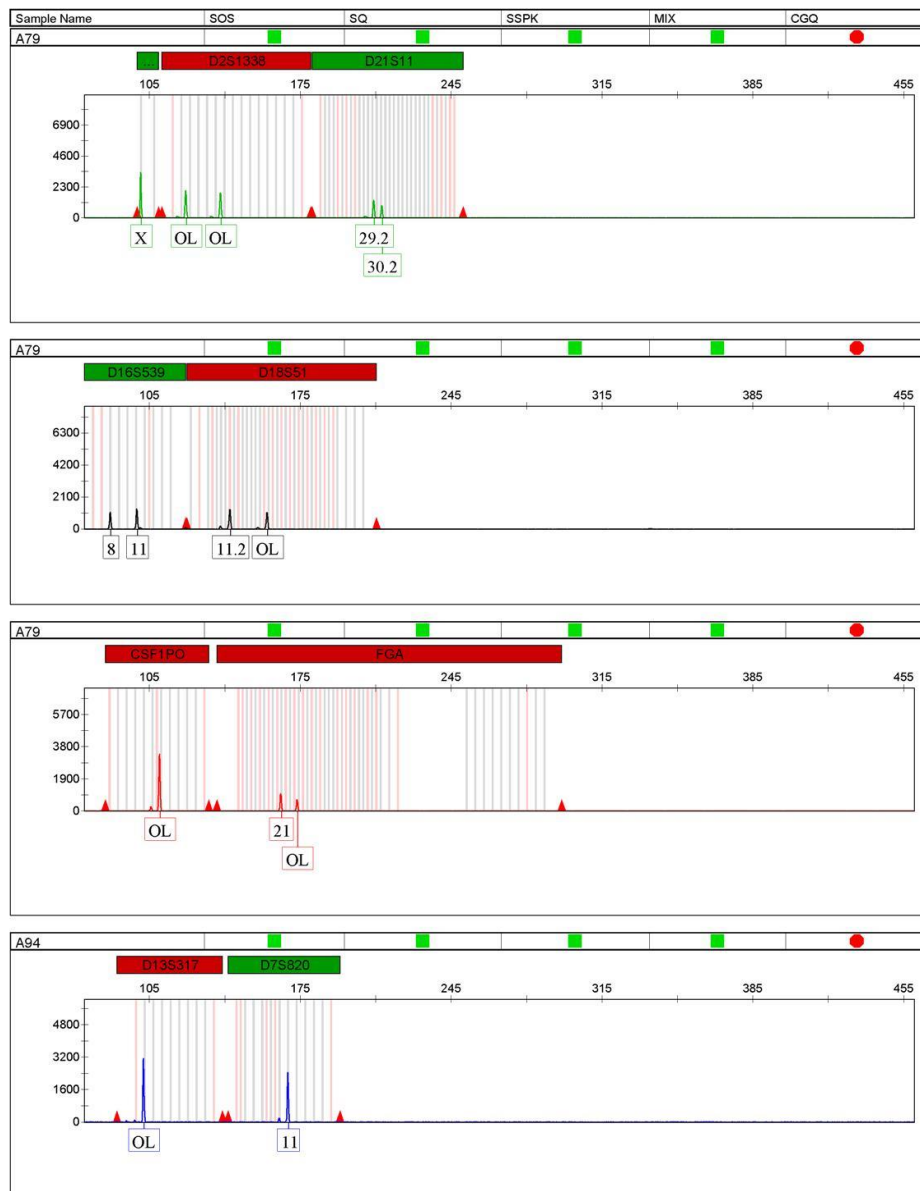 Sample Name SOS SQ SSPK MIX CGQ
A79
... D2S1338 D21S11
105 175 245 315 385 455
6900
4600
2300
0
X OL OL 29.2
30.2
A79
D16S539 D18S51
105 175 245 315 385 455
6300
4200
2100
0
8 11 11.2 OL
A79
CSF1PO FGA
105 175 245 315 385 455
5700
3800
1900
0
OL 21
OL
A94
D13S317 D7S820
105 175 245 315 385 455
4800
3200
1600
0
OL 11